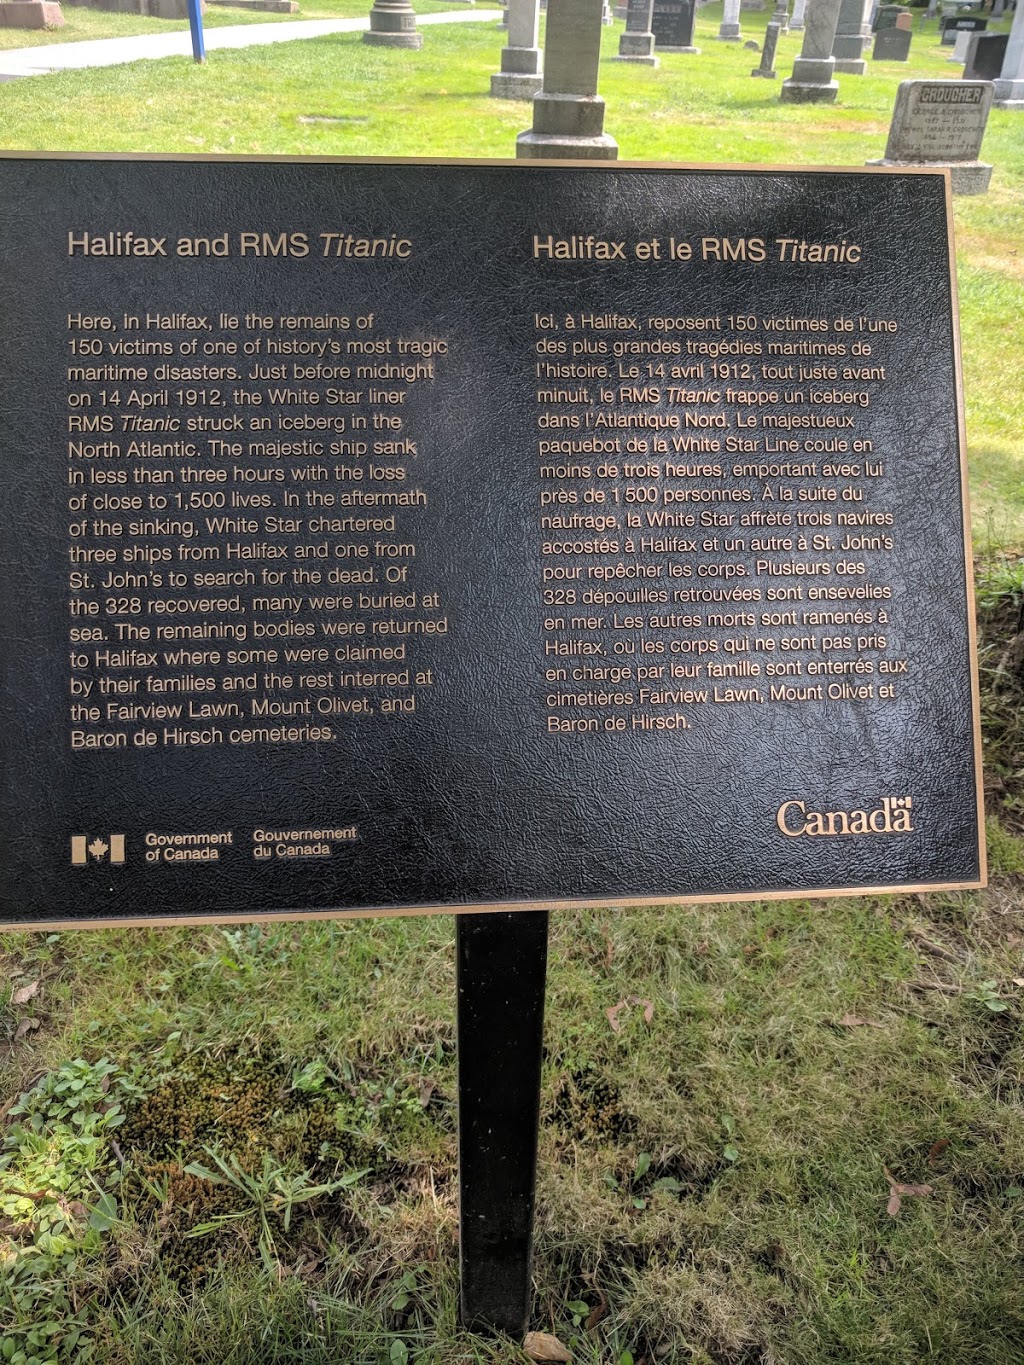 CROUCHER
Halifax and RMS Titanic
Here, in Halifax, lie the remains of
150 victims of one of history's most tragic
maritime disasters. Just before midnight
on 14 April 1912, the White Star liner
RMS Titanic struck an iceberg in the
North Atlantic. The majestic ship sank
in less than three hours with the loss
of close to 1,500 lives. In the aftermath
of the sinking, White Star chartered
three ships from Halifax and one from
St. John's to search for the dead. Of
the 328 recovered, many were buried at
sea. The remaining bodies were returned
to Halifax where some were claimed
by their families and the rest interred at
the Fairview Lawn, Mount Olivet, and
Baron de Hirsch cemeteries.
Halifax et le RMS Titanic
Ici, à Halifax, reposent 150 victimes de l'une
des plus grandes tragédies maritimes de
l'histoire. Le 14 avril 1912, tout juste avant
minuit, le RMS Titanic frappe un iceberg
dans l'Atlantique Nord. Le majestueux
paquebot de la White Star Line coule en
moins de trois heures, emportant avec lui
près de 1 500 personnes. À la suite du
naufrage, la White Star affrète trois navires
accostés à Halifax et un autre à St. John's
pour repêcher les corps. Plusieurs des
328 dépouilles retrouvées sont ensevelies
en mer. Les autres morts sont ramenés à
Halifax, où les corps qui ne sont pas pris
en charge par leur famille sont enterrés aux
cimetières Fairview Lawn, Mount Olivet et
Baron de Hirsch.
Government
of Canada
Gouvernement
du Canada
Canada